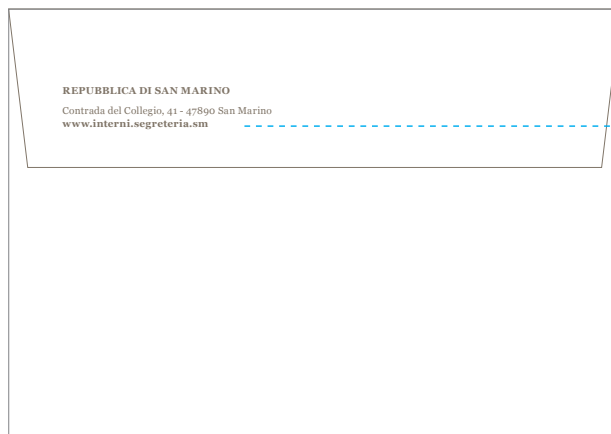 REPUBBLICA DI SAN MARINO
Contrada del Collegio, 41 - 47890 San Marino
www.interni.segreteria.sm